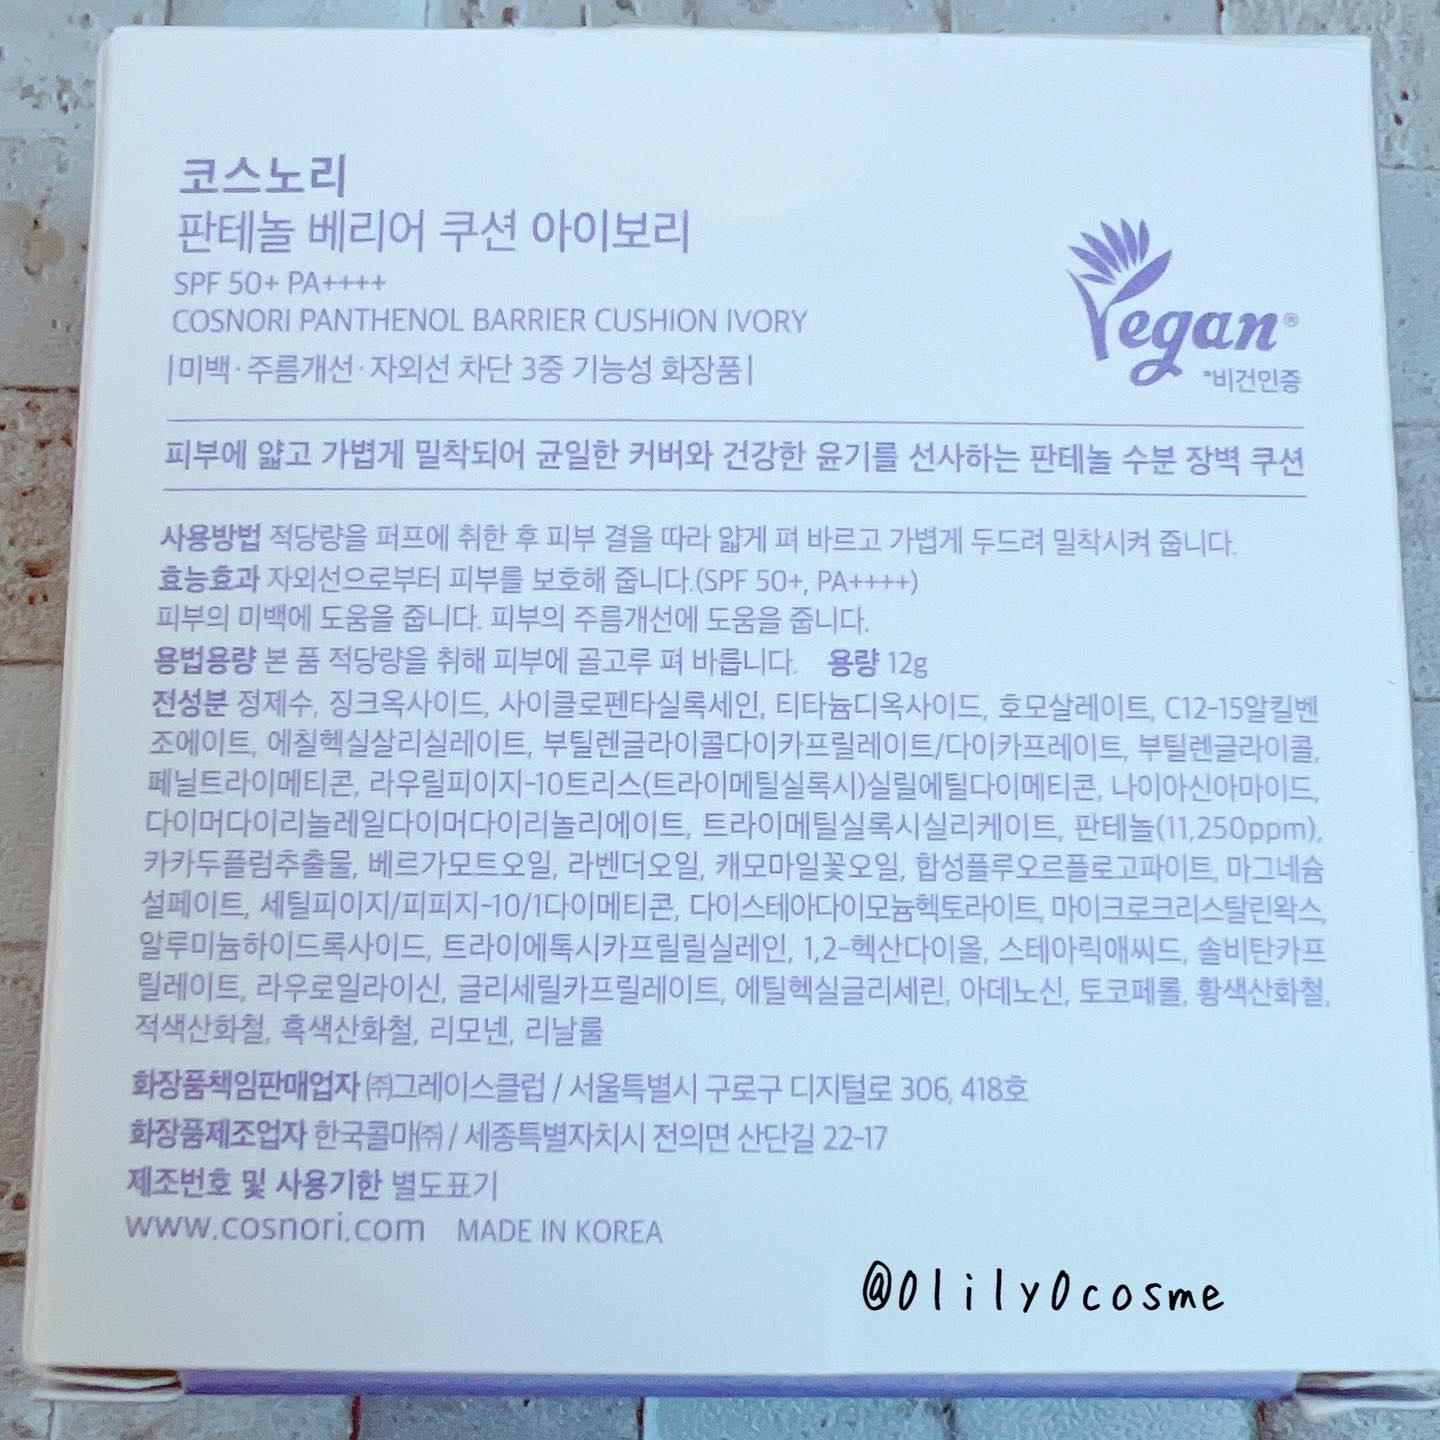 코스노리
판테놀 베리어 쿠션 아이보리
SPF 50+ PA++++
COSNORI PANTHENOL BARRIER CUSHION IVORY
|미백·주름개선·자외선 차단 3중 기능성 화장품|
Vegan®
*비건인증
피부에 얇고 가볍게 밀착되어 균일한 커버와 건강한 윤기를 선사하는 판테놀 수분 장벽 쿠션
사용방법 적당량을 퍼프에 취한 후 피부 결을 따라 얇게 펴 바르고 가볍게 두드려 밀착시켜 줍니다.
효능효과 자외선으로부터 피부를 보호해 줍니다.(SPF 50+, PA++++)
피부의 미백에 도움을 줍니다. 피부의 주름개선에 도움을 줍니다.
용법용량 본 품 적당량을 취해 피부에 골고루 펴 바릅니다. 용량 12g
전성분 정제수, 징크옥사이드, 사이클로펜타실록세인, 티타늄디옥사이드, 호모살레이트, C12-15알킬벤
조에이트, 에칠헥실살리실레이트, 부틸렌글라이콜다이카프릴레이트/다이카프레이트, 부틸렌글라이콜,
페닐트라이메티콘, 라우릴피이지-10트리스(트라이메틸실록시)실릴에틸다이메티콘, 나이아신아마이드,
다이머다이리놀레일다이머다이리놀리에이트, 트라이메틸실록시실리케이트, 판테놀(11,250ppm),
카카두플럼추출물, 베르가모트오일, 라벤더오일, 캐모마일꽃오일, 합성플루오르플로고파이트, 마그네슘
설페이트, 세틸피이지/피피지-10/1다이메티콘, 다이스테아다이모늄헥토라이트, 마이크로크리스탈린왁스,
알루미늄하이드록사이드, 트라이에톡시카프릴릴실레인, 1,2-헥산다이올, 스테아릭애씨드, 솔비탄카프
릴레이트, 라우로일라이신, 글리세릴카프릴레이트, 에틸헥실글리세린, 아데노신, 토코페롤, 황색산화철,
적색산화철, 흑색산화철, 리모넨, 리날룰
화장품책임판매업자 ㈜그레이스클럽 / 서울특별시 구로구 디지털로 306, 418호
화장품제조업자 한국콜마㈜ / 세종특별자치시 전의면 산단길 22-17
제조번호 및 사용기한 별도표기
www.cosnori.com MADE IN KOREA
@0lily0cosme